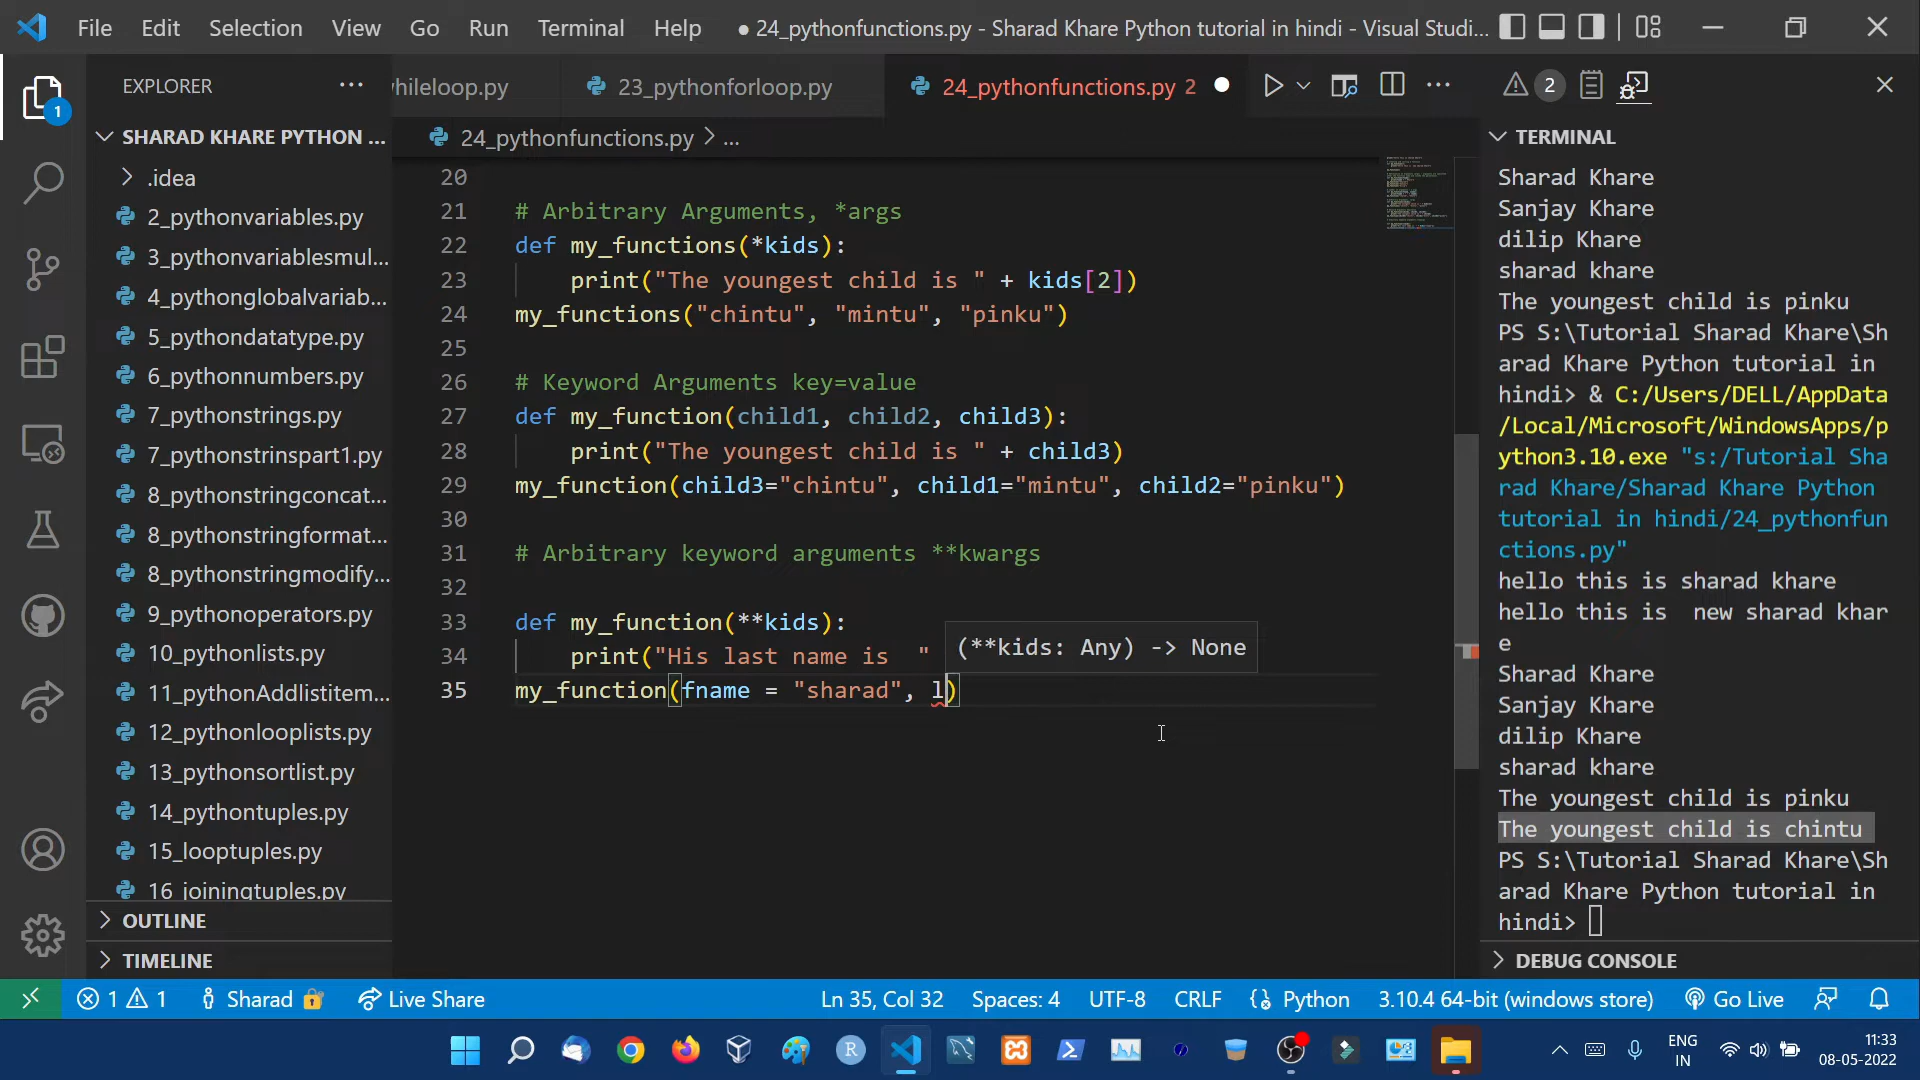 File Edit Selection View Go Run Terminal Help ● 24_pythonfunctions.py - Sharad Khare Python tutorial in hindi - Visual Studi...
EXPLORER ...
SHARAD KHARE PYTHON ...
.idea
2_pythonvariables.py
3_pythonvariablesmul...
4_pythonglobalvariab...
5_pythondatatype.py
6_pythonnumbers.py
7_pythonstrings.py
7_pythonstrinspart1.py
8_pythonstringconcat...
8_pythonstringformat...
8_pythonstringmodify...
9_pythonoperators.py
10_pythonlists.py
11_pythonAddlistitem...
12_pythonlooplists.py
13_pythonsortlist.py
14_pythontuples.py
15_looptuples.py
16_joiningtuples.py
OUTLINE
TIMELINE
1
hileloop.py 23_pythonforloop.py 24_pythonfunctions.py 2
24_pythonfunctions.py > ...
20
21 # Arbitrary Arguments, *args
22 def my_functions(*kids):
23 print("The youngest child is " + kids[2])
24 my_functions("chintu", "mintu", "pinku")
25
26 # Keyword Arguments key=value
27 def my_function(child1, child2, child3):
28 print("The youngest child is " + child3)
29 my_function(child3="chintu", child1="mintu", child2="pinku")
30
31 # Arbitrary keyword arguments **kwargs
32
33 def my_function(**kids):
34 print("His last name is  "
(**kids: Any) -> None
35 my_function(fname = "sharad", l)
2
TERMINAL
Sharad Khare
Sanjay Khare
dilip Khare
sharad khare
The youngest child is pinku
PS S:\Tutorial Sharad Khare\Sh
arad Khare Python tutorial in
hindi> & C:/Users/DELL/AppData
/Local/Microsoft/WindowsApps/p
ython3.10.exe "s:/Tutorial Sha
rad Khare/Sharad Khare Python
tutorial in hindi/24_pythonfun
ctions.py"
hello this is sharad khare
hello this is  new sharad khar
e
Sharad Khare
Sanjay Khare
dilip Khare
sharad khare
The youngest child is pinku
The youngest child is chintu
PS S:\Tutorial Sharad Khare\Sh
arad Khare Python tutorial in
hindi>
DEBUG CONSOLE
1 1 Sharad Live Share Ln 35, Col 32 Spaces: 4 UTF-8 CRLF Python 3.10.4 64-bit (windows store) Go Live
R
ENG
IN
11:33
08-05-2022